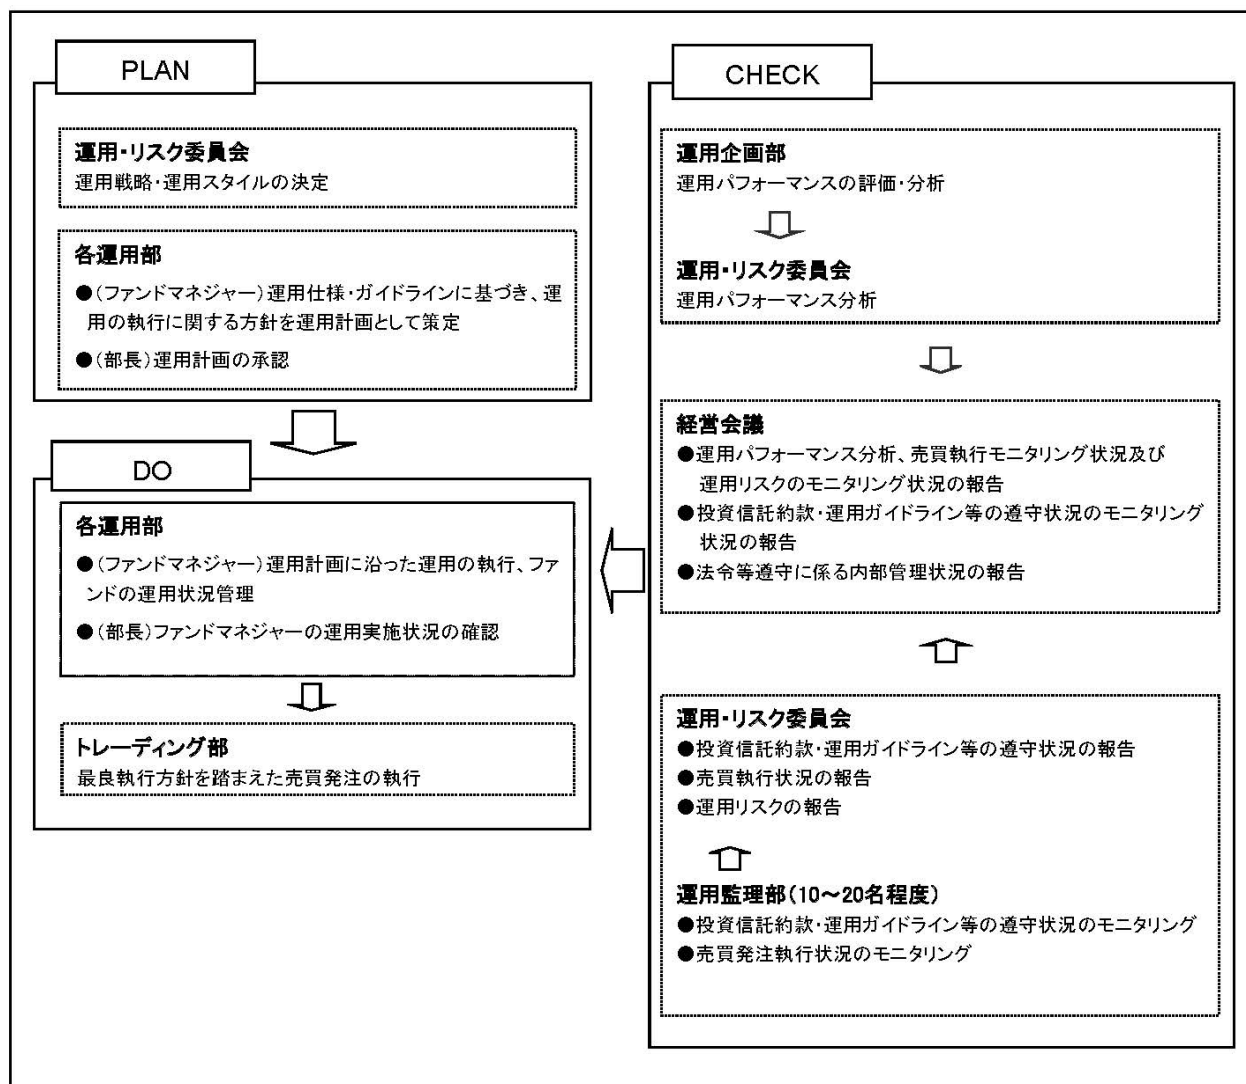 PLAN
運用・リスク委員会
運用戦略・運用スタイルの決定
各運用部
●（ファンドマネジャー）運用仕様・ガイドラインに基づき、運
用の執行に関する方針を運用計画として策定
●（部長）運用計画の承認
DO
各運用部
●（ファンドマネジャー）運用計画に沿った運用の執行、ファ
ンドの運用状況管理
●（部長）ファンドマネジャーの運用実施状況の確認
トレーディング部
最良執行方針を踏まえた売買発注の執行
CHECK
運用企画部
運用パフォーマンスの評価・分析
運用・リスク委員会
運用パフォーマンス分析
経営会議
●運用パフォーマンス分析、売買執行モニタリング状況及び
運用リスクのモニタリング状況の報告
●投資信託約款・運用ガイドライン等の遵守状況のモニタリング
状況の報告
●法令等遵守に係る内部管理状況の報告
運用・リスク委員会
●投資信託約款・運用ガイドライン等の遵守状況の報告
●売買執行状況の報告
●運用リスクの報告
運用監理部（10～20名程度）
●投資信託約款・運用ガイドライン等の遵守状況のモニタリング
●売買発注執行状況のモニタリング